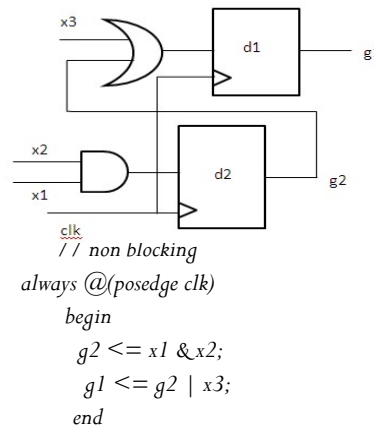 x3
d1
g
x2
d2
g2
x1
clk
// non blocking
always @(posedge clk)
begin
g2 <= x1 & x2;
g1 <= g2 | x3;
end